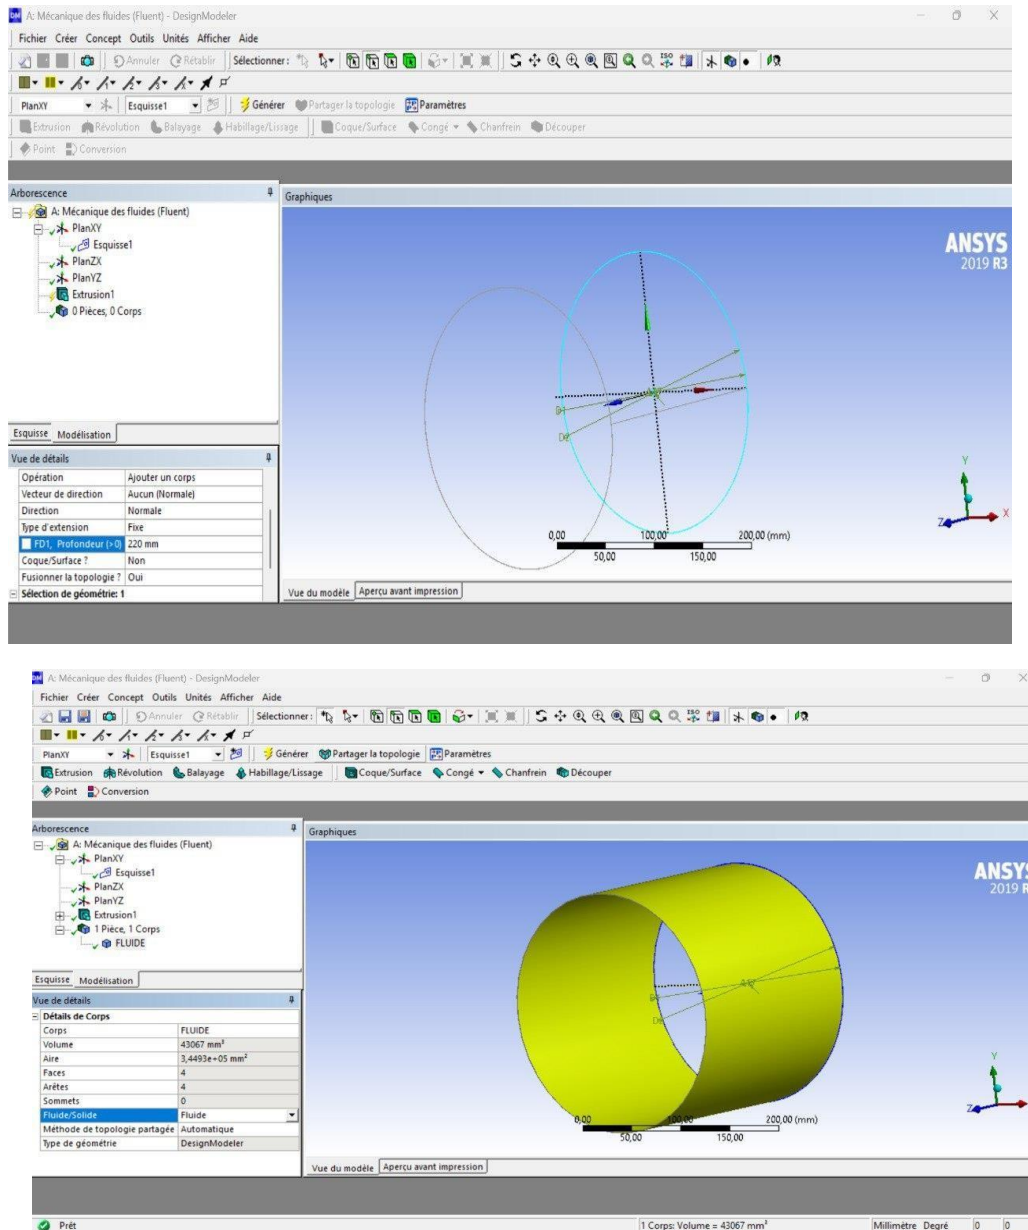 A: Mécanique des fluides (Fluent) - DesignModeler
Fichier Créer Concept Outils Unités Afficher Aide
Annuler Rétablir Sélectionner:
PlanXY Esquisse1 Générer Partager la topologie Paramètres
Extrusion Révolution Balayage Habillage/Lissage Coque/Surface Congé Chanfrein Découper
Point Conversion
Arborescence
A: Mécanique des fluides (Fluent)
PlanXY
Esquisse1
PlanZX
PlanYZ
Extrusion1
0 Pièces, 0 Corps
Esquisse Modélisation
Vue de détails
Opération Ajouter un corps
Vecteur de direction Aucun (Normale)
Direction Normale
Type d'extension Fixe
FD1, Profondeur (>0) 220 mm
Coque/Surface ? Non
Fusionner la topologie ? Oui
Sélection de géométrie: 1
Graphiques
ANSYS
2019 R3
0,00 100,00 200,00 (mm)
50,00 150,00
Y
Z X
Vue du modèle Aperçu avant impression
A: Mécanique des fluides (Fluent) - DesignModeler
Fichier Créer Concept Outils Unités Afficher Aide
Annuler Rétablir Sélectionner:
PlanXY Esquisse1 Générer Partager la topologie Paramètres
Extrusion Révolution Balayage Habillage/Lissage Coque/Surface Congé Chanfrein Découper
Point Conversion
Arborescence
A: Mécanique des fluides (Fluent)
PlanXY
Esquisse1
PlanZX
PlanYZ
Extrusion1
1 Pièce, 1 Corps
FLUIDE
Esquisse Modélisation
Vue de détails
Détails de Corps
Corps FLUIDE
Volume 43067 mm³
Aire 3,4493e+05 mm²
Faces 4
Arêtes 4
Sommets 0
Fluide/Solide Fluide
Méthode de topologie partagée Automatique
Type de géométrie DesignModeler
Graphiques
ANSYS
2019 R
0,00 100,00 200,00 (mm)
50,00 150,00
Y
Z
Vue du modèle Aperçu avant impression
Prêt 1 Corps: Volume = 43067 mm³ Millimètre Degré 0 0